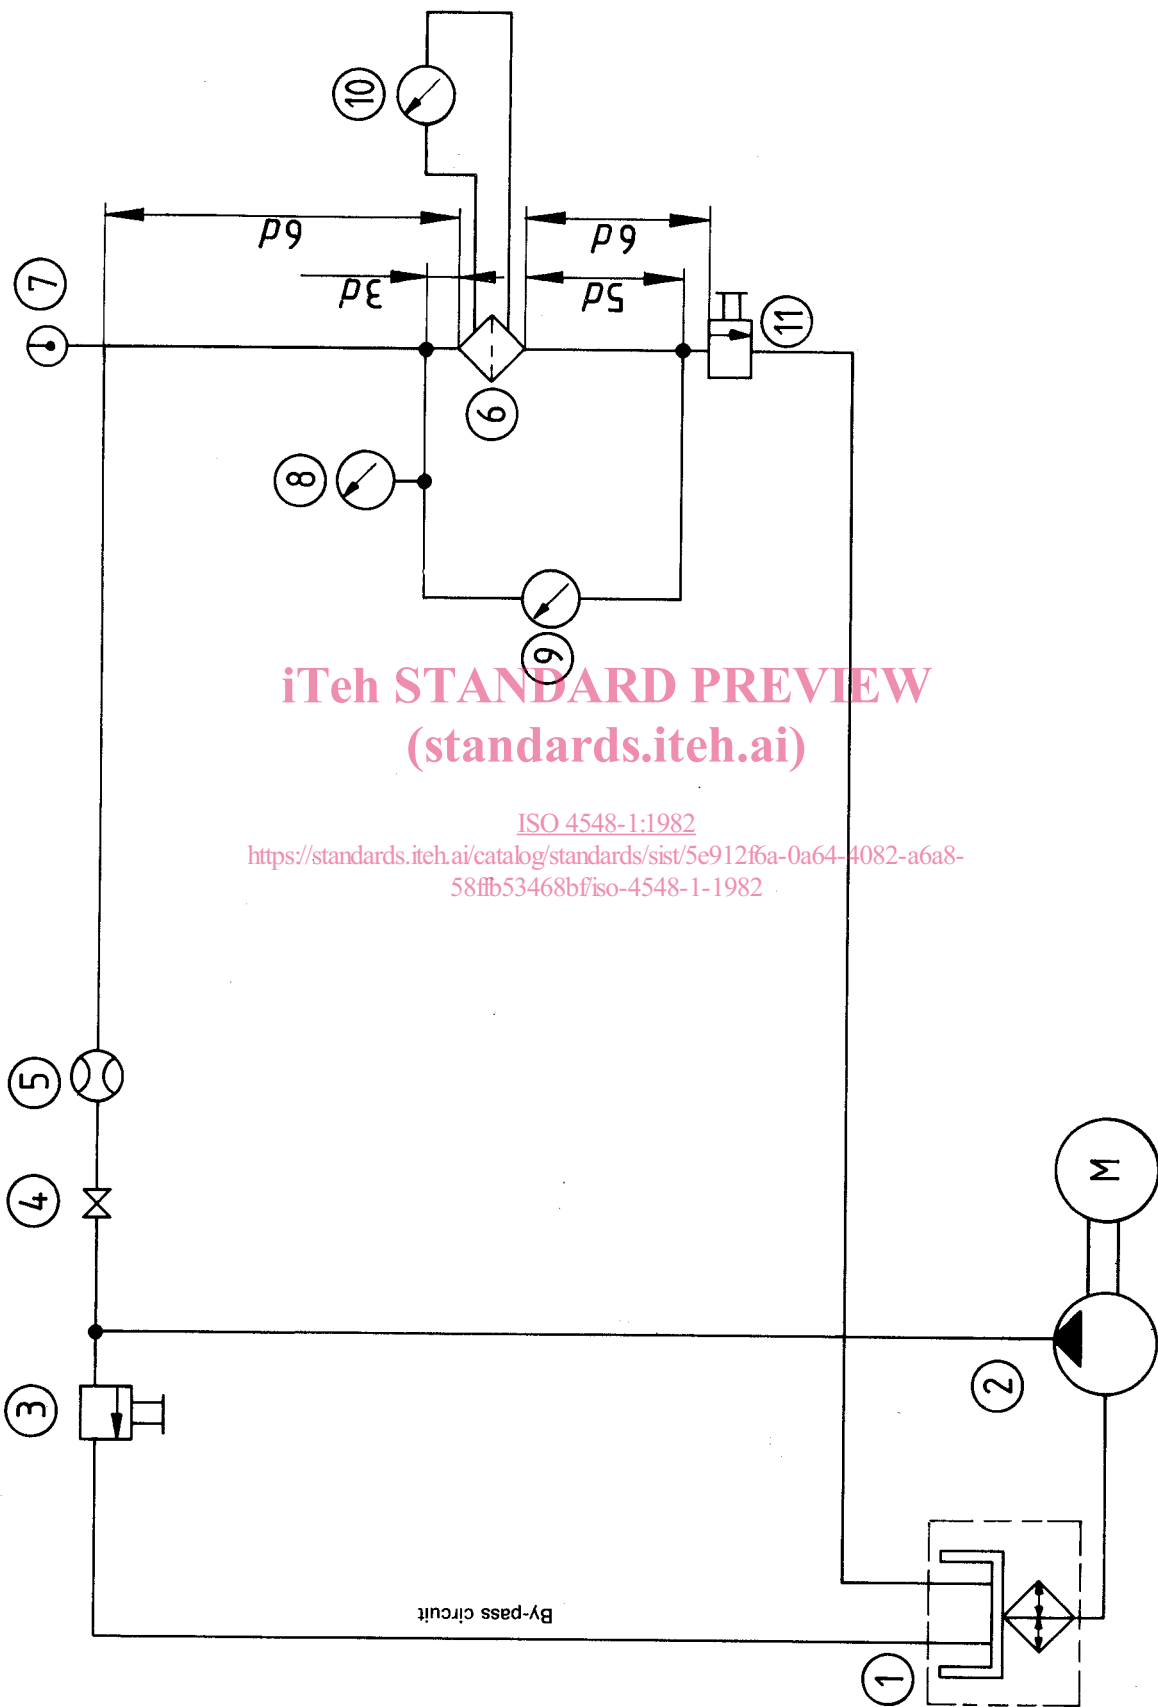 10
6d
6d
7
3d
5d
11
6
8
9
iTeh STANDARD PREVIEW
(standards.iteh.ai)
ISO 4548-1:1982
https://standards.iteh.ai/catalog/standards/sist/5e912f6a-0a64-4082-a6a8-
58ffb53468bf/iso-4548-1-1982
5
4
M
3
2
By-pass circuit
1